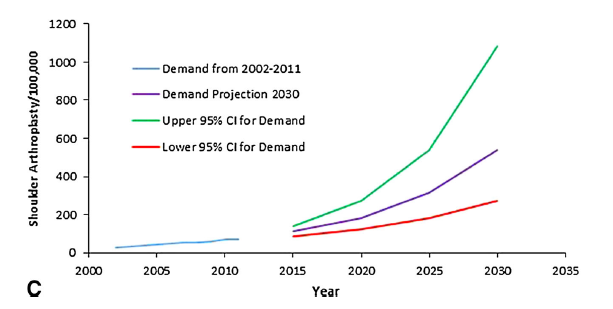 1200
1000
800
600
400
200
0
Shoulder Arthroplasty/100,000
Demand from 2002-2011
Demand Projection 2030
Upper 95% CI for Demand
Lower 95% CI for Demand
2000 2005 2010 2015 2020 2025 2030 2035
Year
C